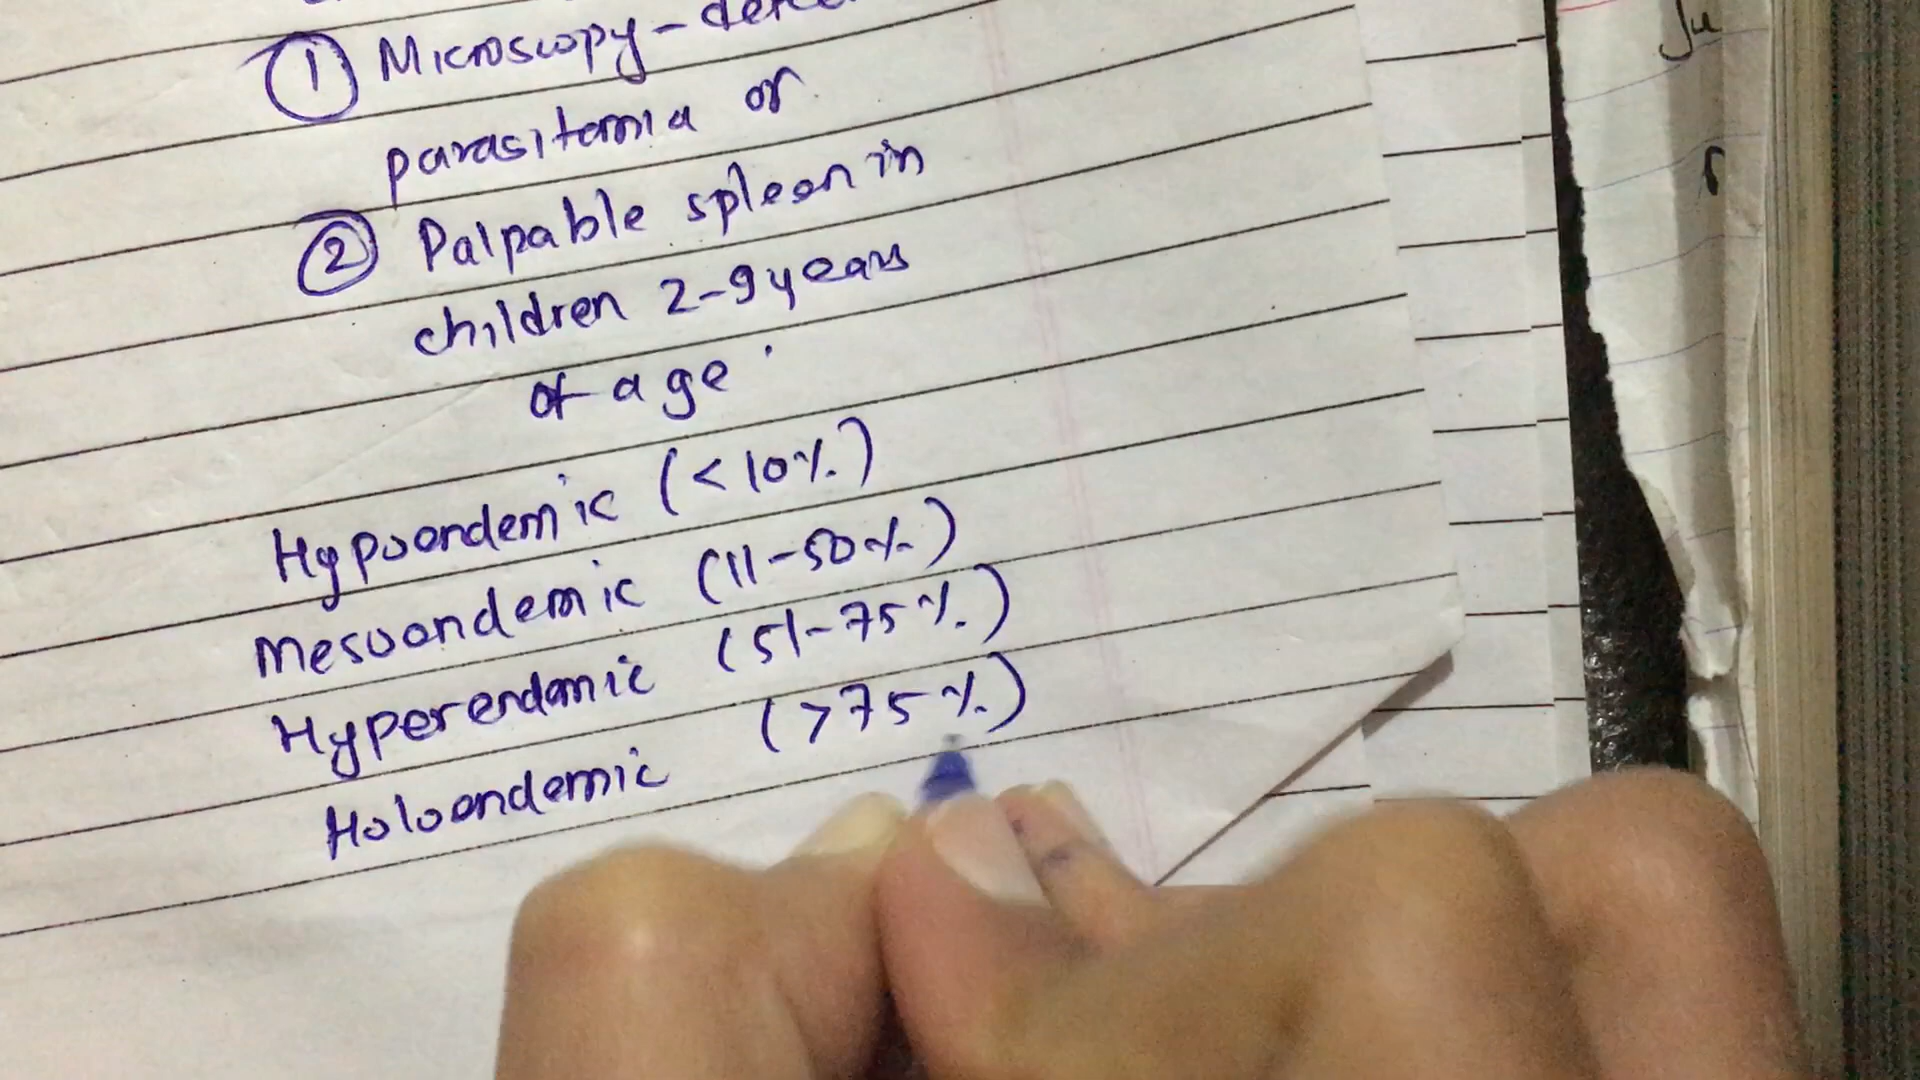 ① Microscopy -
parasitemia or
② Palpable spleen in
children 2-9 years
of age
Hypoendemic (<10%)
Mesoendemic (11-50%)
Hyperendemic (51-75%)
Holoendemic (>75%)